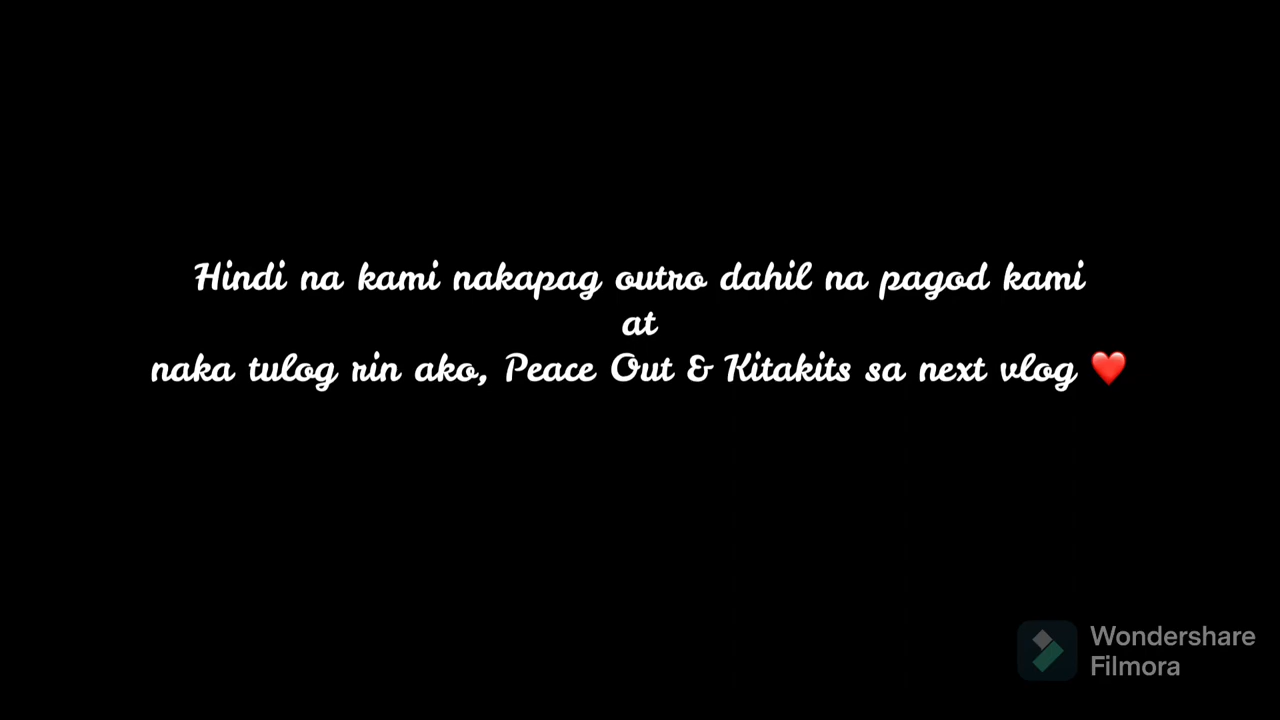 Hindi na kami nakapag outro dahil na pagod kami
at
naka tulog rin ako, Peace Out & Kitakits sa next vlog ❤️
Wondershare
Filmora